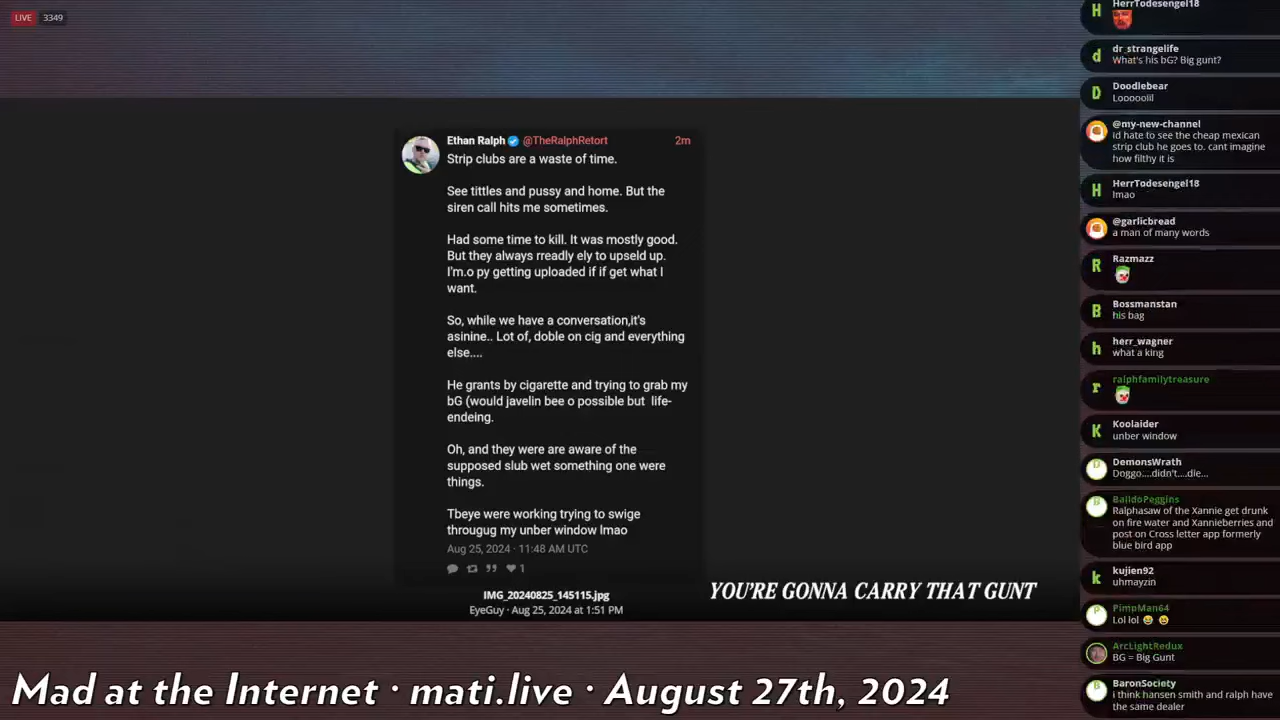 LIVE 3349
Ethan Ralph @TheRalphRetort 2m
Strip clubs are a waste of time.
See tittles and pussy and home. But the
siren call hits me sometimes.
Had some time to kill. It was mostly good.
But they always rreadly ely to upseld up.
I'm.o py getting uploaded if if get what I
want.
So, while we have a conversation,it's
asinine.. Lot of, doble on cig and everything
else....
He grants by cigarette and trying to grab my
bG (would javelin bee o possible but life-
endeing.
Oh, and they were are aware of the
supposed slub wet something one were
things.
Tbeye were working trying to swige
througug my unber window lmao
Aug 25, 2024 · 11:48 AM UTC
1
IMG_20240825_145115.jpg
EyeGuy · Aug 25, 2024 at 1:51 PM
YOU'RE GONNA CARRY THAT GUNT
Mad at the Internet · mati.live · August 27th, 2024
H HerrTodesengel18
d dr_strangelife
What's his bG? Big gunt?
D Doodlebear
Looooolil
@my-new-channel
id hate to see the cheap mexican
strip club he goes to. cant imagine
how filthy it is
H HerrTodesengel18
lmao
@garlicbread
a man of many words
R Razmazz
B Bossmanstan
his bag
h herr_wagner
what a king
r ralphfamilytreasure
K Koolaider
unber window
D DemonsWrath
Doggo....didn't....die...
B BalldoPeggins
Ralphasaw of the Xannie get drunk
on fire water and Xannieberries and
post on Cross letter app formerly
blue bird app
k kujien92
uhmayzin
P PimpMan64
Lol lol
ArcLightRedux
BG = Big Gunt
B BaronSociety
i think hansen smith and ralph have
the same dealer